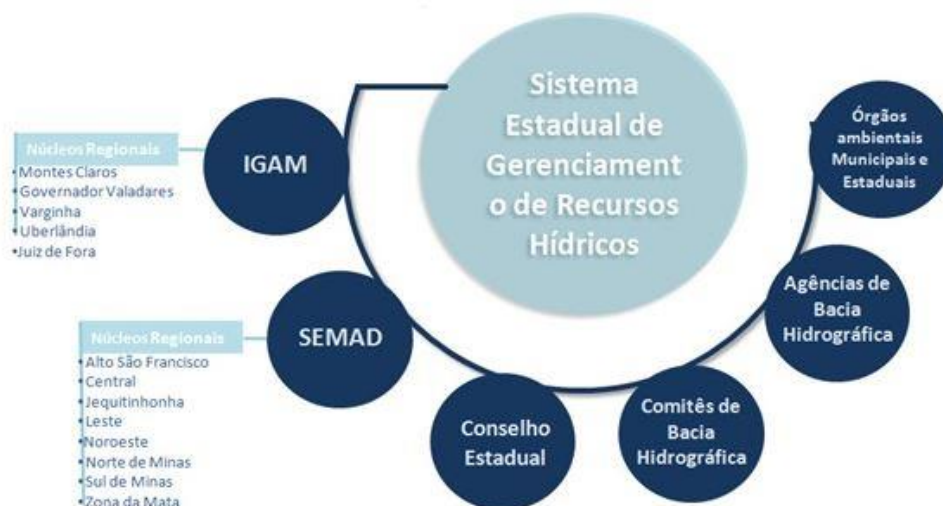 Sistema
Estadual de
Gerenciament
o de Recursos
Hídricos
IGAM
Núcleos Regionais
•Montes Claros
•Governador Valadares
•Varginha
•Uberlândia
•Juiz de Fora
SEMAD
Núcleos Regionais
•Alto São Francisco
•Central
•Jequitinhonha
•Leste
•Noroeste
•Norte de Minas
•Sul de Minas
•Zona da Mata
Conselho
Estadual
Comitês de
Bacia
Hidrográfica
Agências de
Bacia
Hidrográfica
Órgãos
ambientais
Municipais e
Estaduais